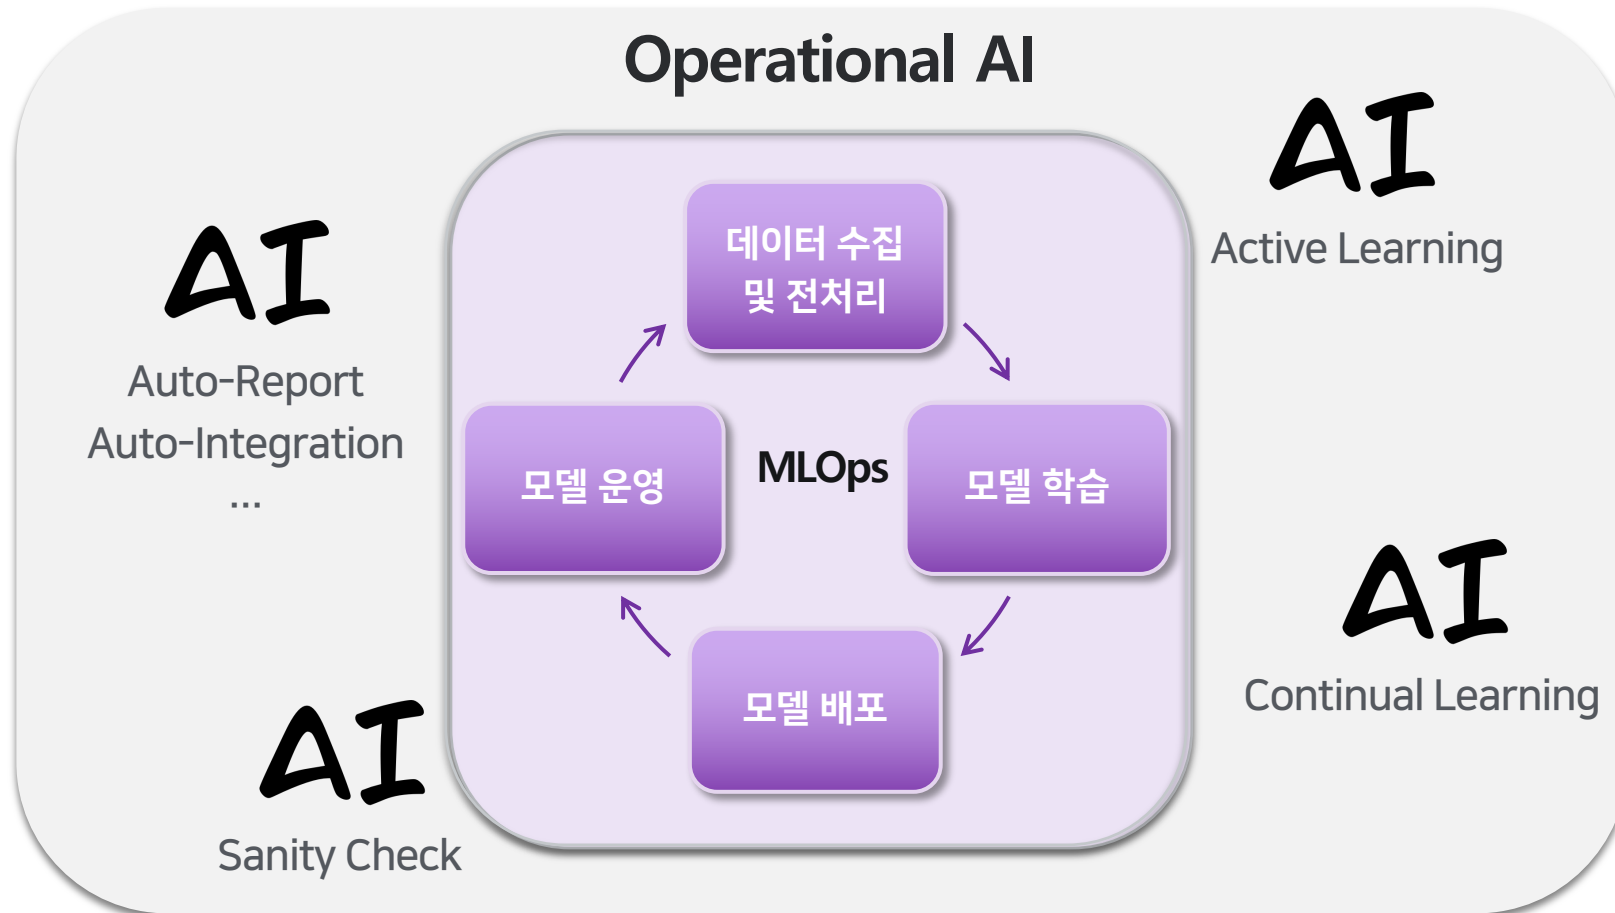 Operational AI
AI
Active Learning
AI
Auto-Report
Auto-Integration
...
데이터 수집
및 전처리
모델 운영
MLOps
모델 학습
모델 배포
AI
Continual Learning
AI
Sanity Check